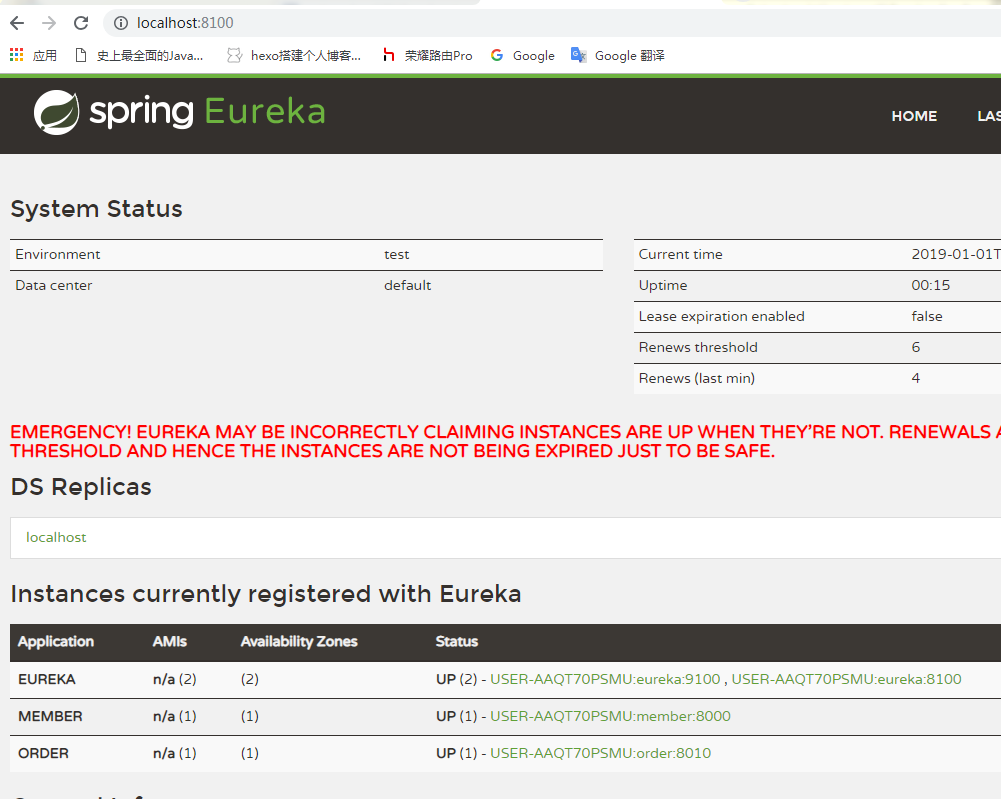 localhost:8100
应用 史上最全面的Java... hexo搭建个人博客... 荣耀路由Pro Google Google 翻译
spring Eureka HOME LAS
System Status
Environment test
Data center default
Current time 2019-01-01T
Uptime 00:15
Lease expiration enabled false
Renews threshold 6
Renews (last min) 4
EMERGENCY! EUREKA MAY BE INCORRECTLY CLAIMING INSTANCES ARE UP WHEN THEY'RE NOT. RENEWALS A
THRESHOLD AND HENCE THE INSTANCES ARE NOT BEING EXPIRED JUST TO BE SAFE.
DS Replicas
localhost
Instances currently registered with Eureka
Application AMIs Availability Zones Status
EUREKA n/a (2) (2) UP (2) - USER-AAQT70PSMU:eureka:9100 , USER-AAQT70PSMU:eureka:8100
MEMBER n/a (1) (1) UP (1) - USER-AAQT70PSMU:member:8000
ORDER n/a (1) (1) UP (1) - USER-AAQT70PSMU:order:8010